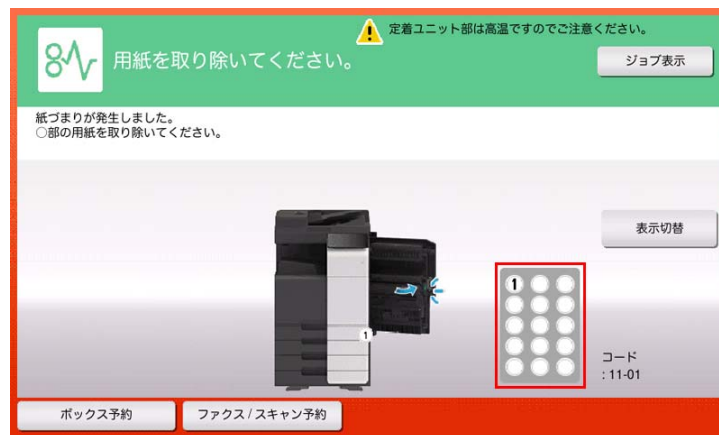 定着ユニット部は高温ですのでご注意ください。
用紙を取り除いてください。
ジョブ表示
紙づまりが発生しました。
○部の用紙を取り除いてください。
表示切替
1
1
コード
: 11-01
ボックス予約
ファクス/スキャン予約